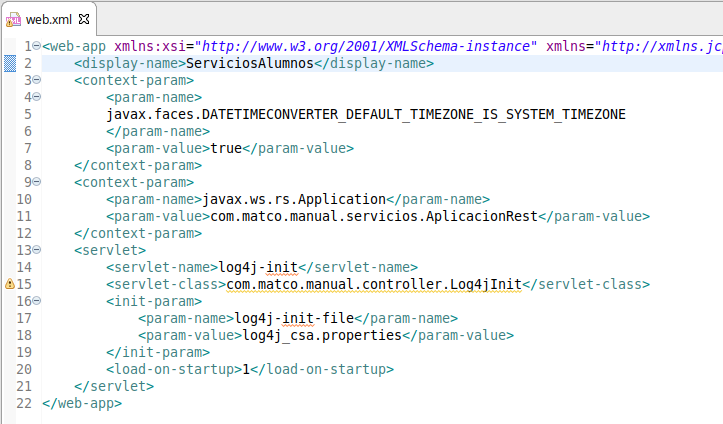 web.xml
1 <web-app xmlns:xsi="http://www.w3.org/2001/XMLSchema-instance" xmlns="http://xmlns.jc
2 <display-name>ServiciosAlumnos</display-name>
3 <context-param>
4 <param-name>
5 javax.faces.DATETIMECONVERTER_DEFAULT_TIMEZONE_IS_SYSTEM_TIMEZONE
6 </param-name>
7 <param-value>true</param-value>
8 </context-param>
9 <context-param>
10 <param-name>javax.ws.rs.Application</param-name>
11 <param-value>com.matco.manual.servicios.AplicacionRest</param-value>
12 </context-param>
13 <servlet>
14 <servlet-name>log4j-init</servlet-name>
15 <servlet-class>com.matco.manual.controller.Log4jInit</servlet-class>
16 <init-param>
17 <param-name>log4j-init-file</param-name>
18 <param-value>log4j_csa.properties</param-value>
19 </init-param>
20 <load-on-startup>1</load-on-startup>
21 </servlet>
22 </web-app>